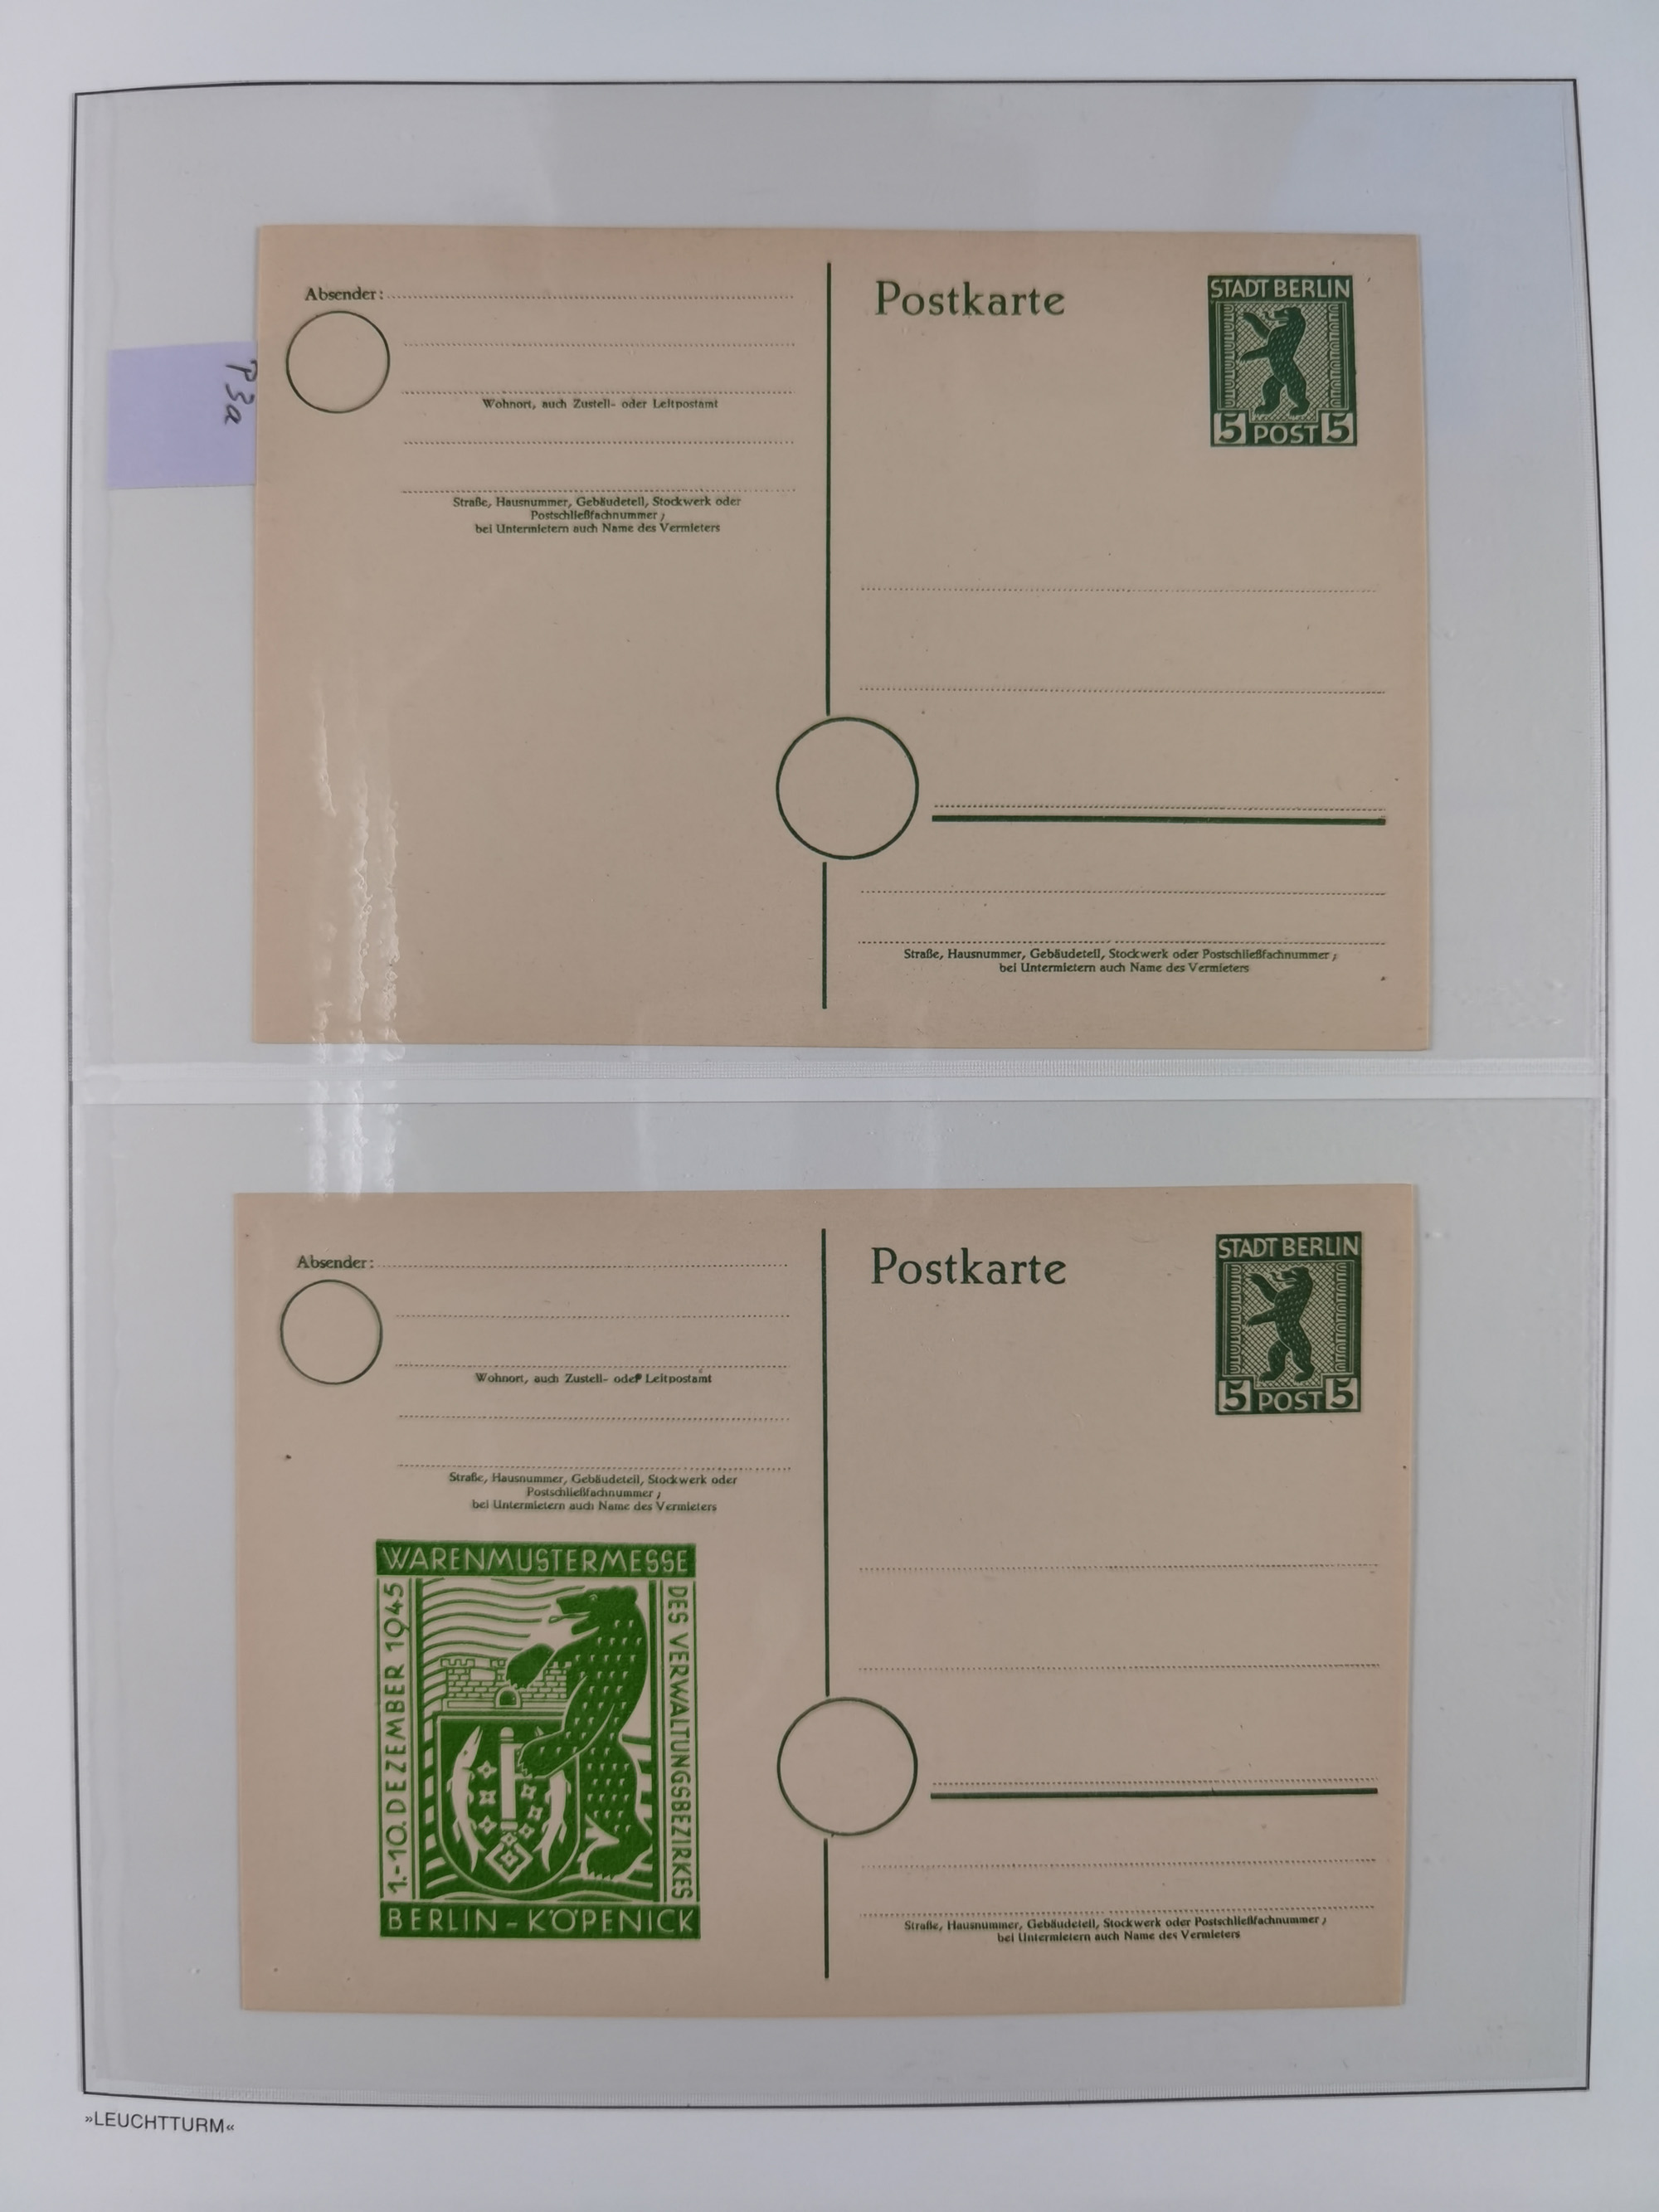 Absender:
Postkarte
STADT BERLIN
5 POST 5
P3a
Wohnort, auch Zustell- oder Leitpostamt
Straße, Hausnummer, Gebäudeteil, Stockwerk oder
Postschließfachnummer;
bei Untermietern auch Name des Vermieters
Straße, Hausnummer, Gebäudeteil, Stockwerk oder Postschließfachnummer;
bei Untermietern auch Name des Vermieters
Absender:
Postkarte
STADT BERLIN
5 POST 5
Wohnort, auch Zustell- oder Leitpostamt
Straße, Hausnummer, Gebäudeteil, Stockwerk oder
Postschließfachnummer;
bei Untermietern auch Name des Vermieters
WARENMUSTERMESSE
1.-10. DEZEMBER 1945
DES VERWALTUNGSBEZIRKES
BERLIN - KÖPENICK
Straße, Hausnummer, Gebäudeteil, Stockwerk oder Postschließfachnummer;
bei Untermietern auch Name des Vermieters
»LEUCHTTURM«